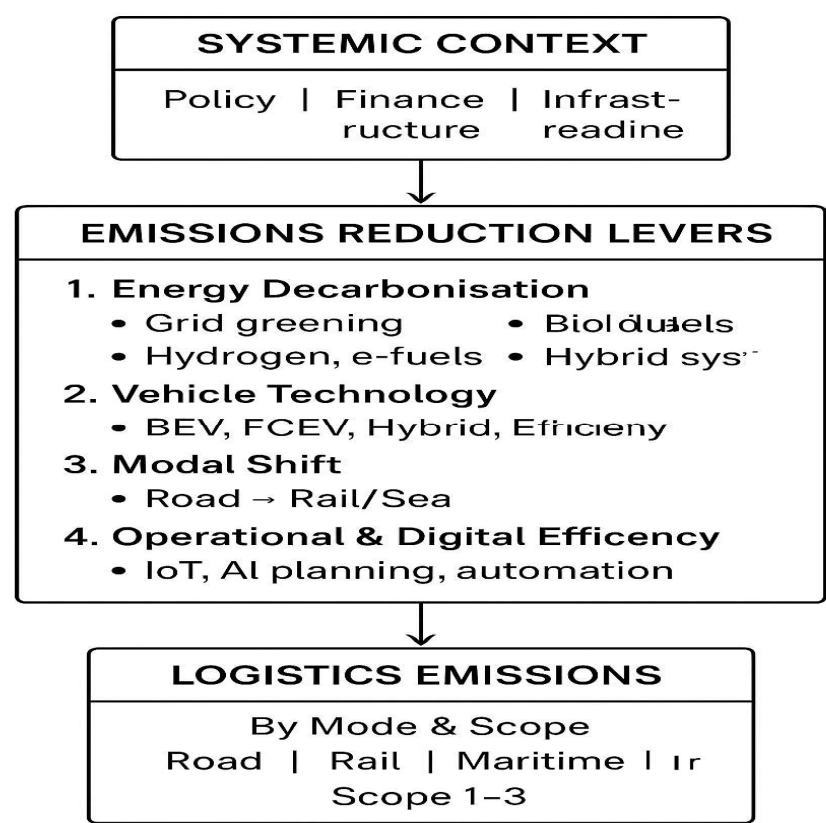 SYSTEMIC CONTEXT
Policy | Finance | Infrast-
ructure readine
EMISSIONS REDUCTION LEVERS
1. Energy Decarbonisation
• Grid greening
• Hydrogen, e-fuels • Hybrid
2. Vehicle Technology
• BEV, FCEV, Hybrid,
3. Modal Shift
• Road → Rail/Sea
4. Operational & Digital Efficency
• IoT, AI planning, automation
LOGISTICS EMISSIONS
By Mode & Scope
Road | Rail | Maritime |
Scope 1–3